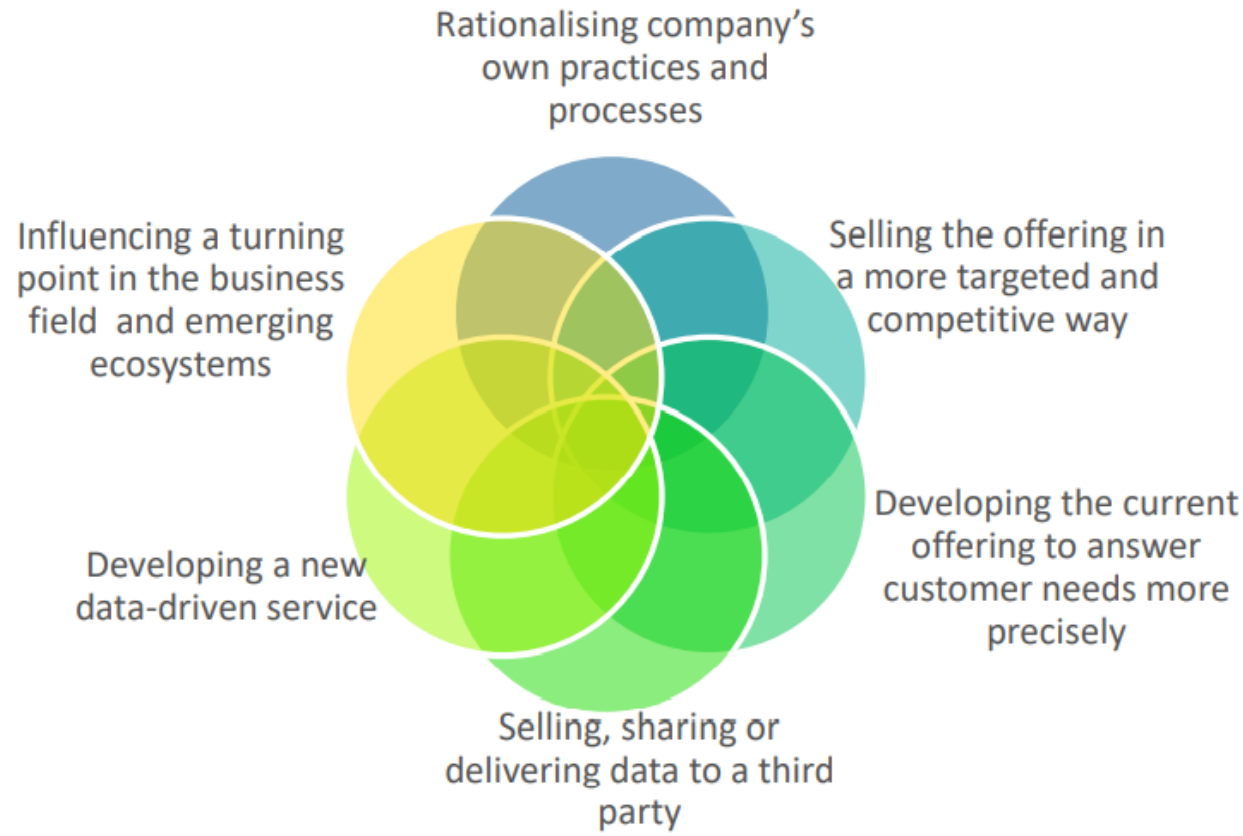 Rationalising company's
own practices and
processes
Influencing a turning
point in the business
field and emerging
ecosystems
Selling the offering in
a more targeted and
competitive way
Developing the current
offering to answer
customer needs more
precisely
Developing a new
data-driven service
Selling, sharing or
delivering data to a third
party